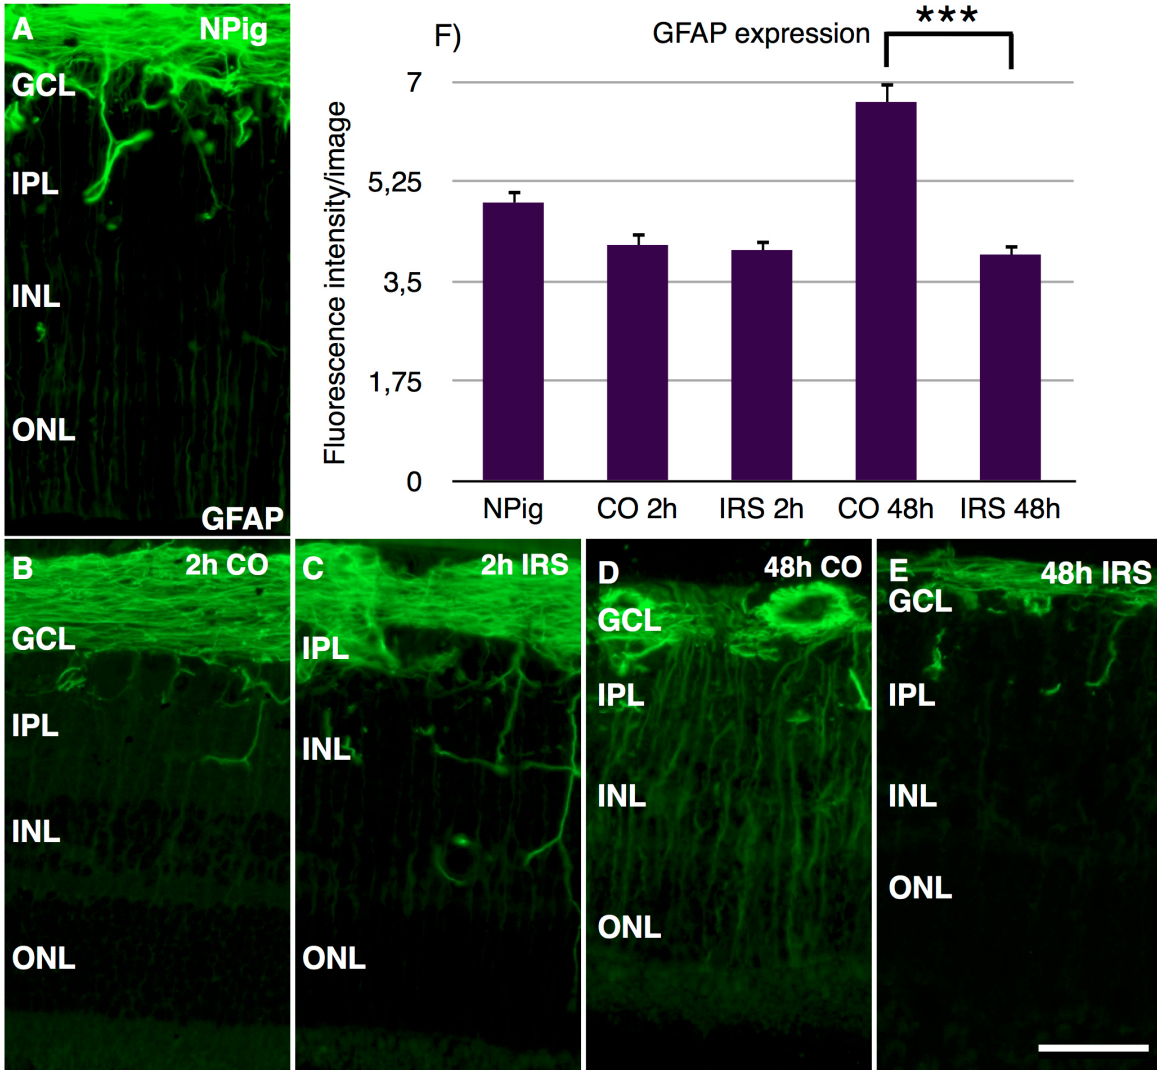 A
NPig
GCL
IPL
INL
ONL
GFAP
F)
GFAP expression
***
Fluorescence intensity/image
7
5,25
3,5
1,75
0
NPig
CO 2h
IRS 2h
CO 48h
IRS 48h
B
2h CO
GCL
IPL
INL
ONL
C
2h IRS
IPL
INL
ONL
D
48h CO
GCL
IPL
INL
ONL
E
48h IRS
GCL
IPL
INL
ONL